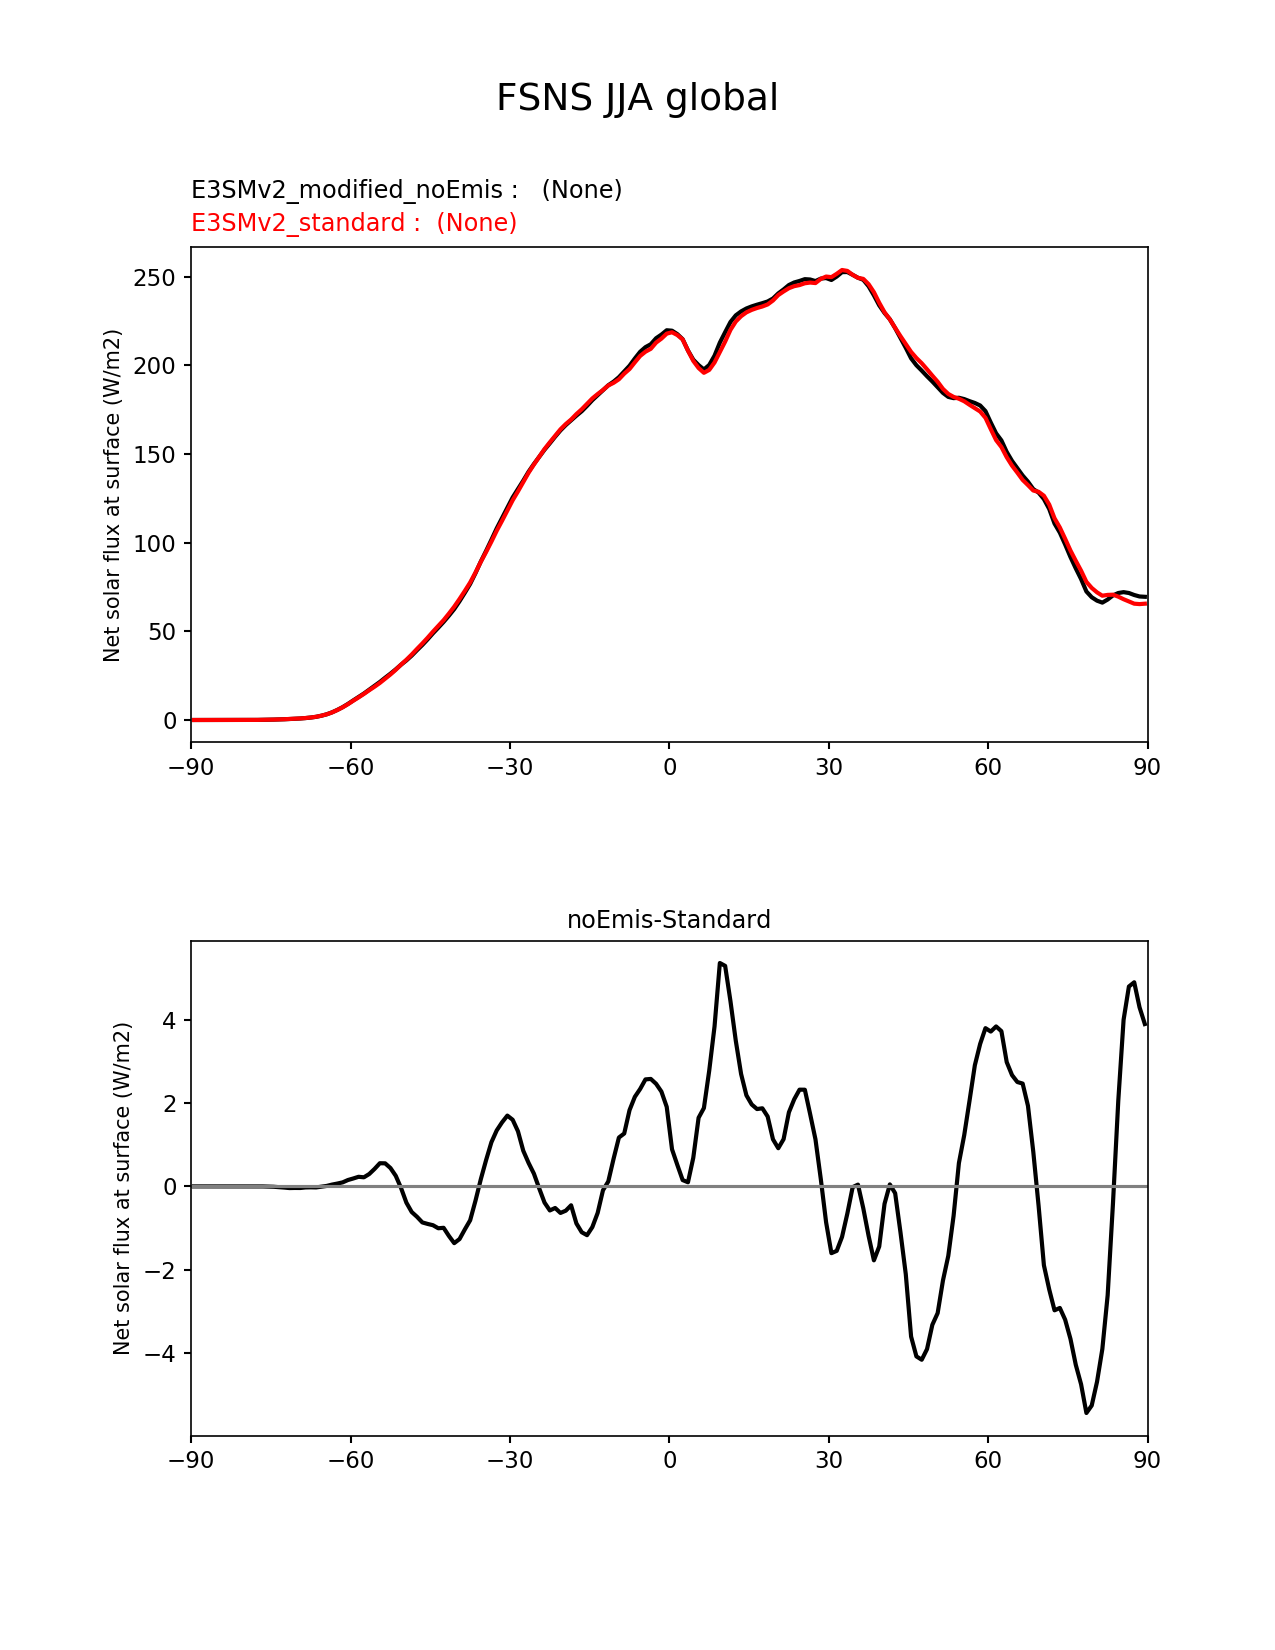 FSNS JJA global
E3SMv2_modified_noEmis :   (None)
E3SMv2_standard :  (None)
Net solar flux at surface (W/m2)
250
200
150
100
50
0
−90 −60 −30 0 30 60 90
noEmis-Standard
Net solar flux at surface (W/m2)
4
2
0
−2
−4
−90 −60 −30 0 30 60 90